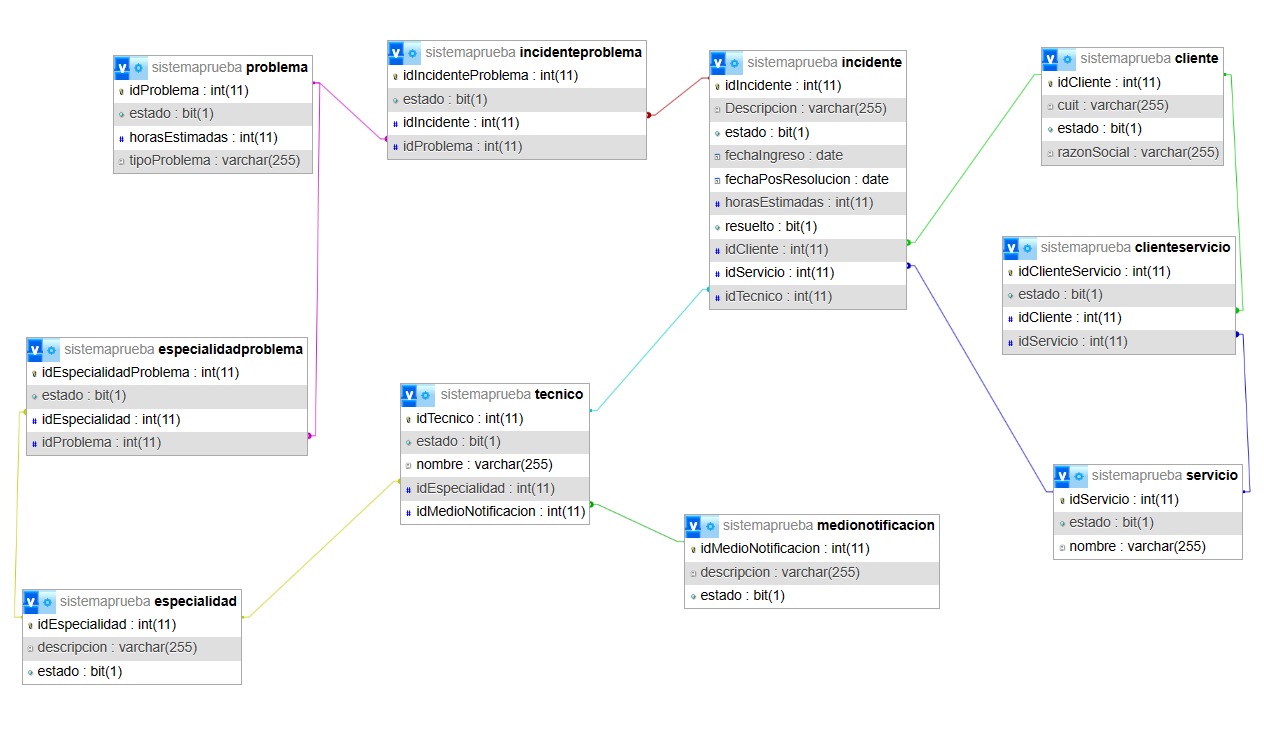 sistemaprueba problema
idProblema : int(11)
estado : bit(1)
horasEstimadas : int(11)
tipoProblema : varchar(255)
sistemaprueba incidenteproblema
idIncidenteProblema : int(11)
estado : bit(1)
idIncidente : int(11)
idProblema : int(11)
sistemaprueba incidente
idIncidente : int(11)
Descripcion : varchar(255)
estado : bit(1)
fechaIngreso : date
fechaPosResolucion : date
horasEstimadas : int(11)
resuelto : bit(1)
idCliente : int(11)
idServicio : int(11)
idTecnico : int(11)
sistemaprueba cliente
idCliente : int(11)
cuit : varchar(255)
estado : bit(1)
razonSocial : varchar(255)
sistemaprueba clienteservicio
idClienteServicio : int(11)
estado : bit(1)
idCliente : int(11)
idServicio : int(11)
sistemaprueba especialidadproblema
idEspecialidadProblema : int(11)
estado : bit(1)
idEspecialidad : int(11)
idProblema : int(11)
sistemaprueba tecnico
idTecnico : int(11)
estado : bit(1)
nombre : varchar(255)
idEspecialidad : int(11)
idMedioNotificacion : int(11)
sistemaprueba servicio
idServicio : int(11)
estado : bit(1)
nombre : varchar(255)
sistemaprueba medionotificacion
idMedioNotificacion : int(11)
descripcion : varchar(255)
estado : bit(1)
sistemaprueba especialidad
idEspecialidad : int(11)
descripcion : varchar(255)
estado : bit(1)